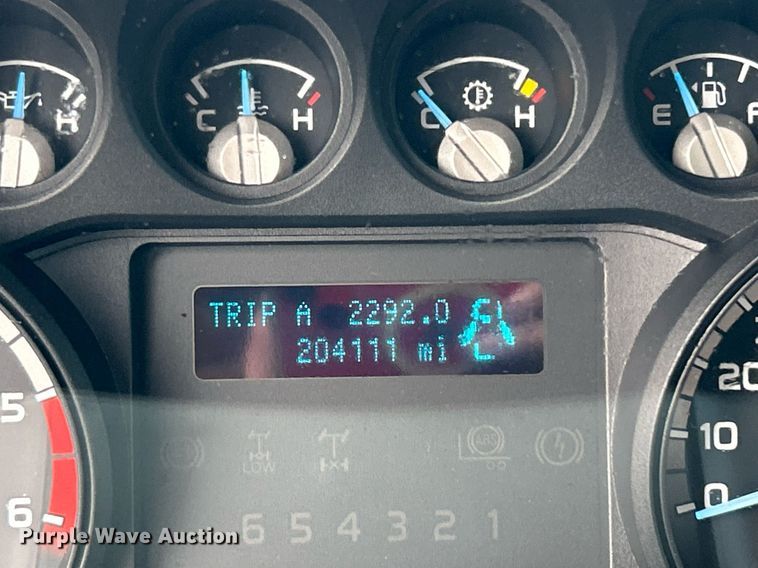 H
C H
C H
E F
TRIP A 2292.0
204111 mi
5
20
ABS
LOW
10
6
6 5 4 3 2 1
0
Purple Wave Auction